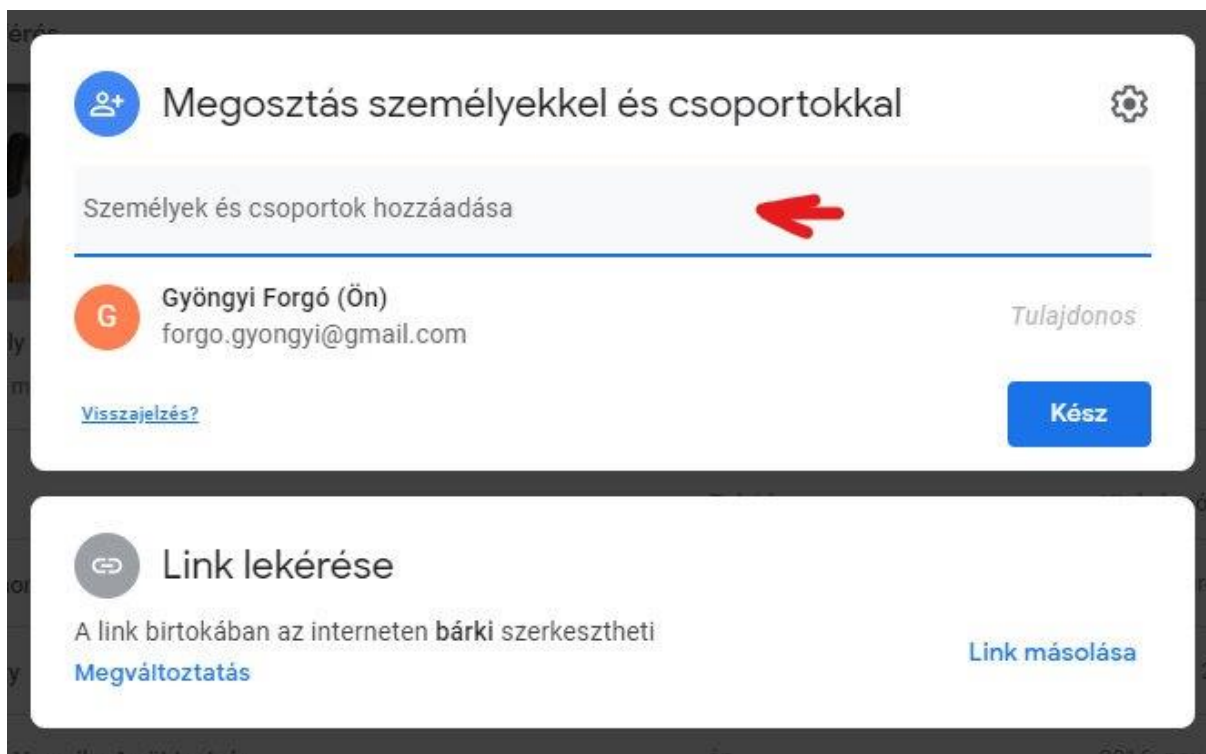 Megosztás személyekkel és csoportokkal
Személyek és csoportok hozzáadása
G
Gyöngyi Forgó (Ön)
forgo.gyongyi@gmail.com
Tulajdonos
Visszajelzés?
Kész
Link lekérése
A link birtokában az interneten bárki szerkesztheti
Megváltoztatás
Link másolása